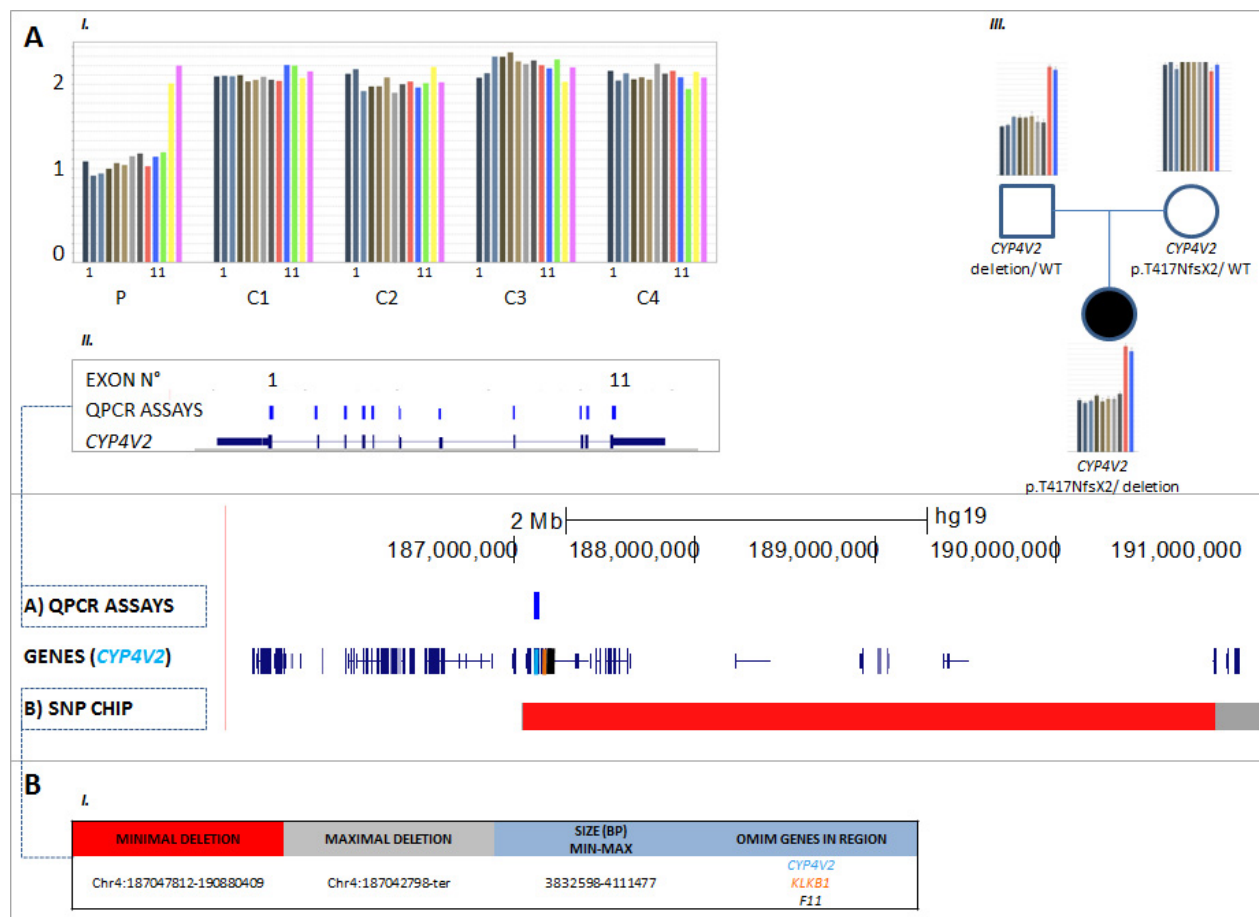 A
I.
2
1
0
1 11 1 11 1 11 1 11 1 11
P C1 C2 C3 C4
II.
EXON N° 1 11
QPCR ASSAYS
CYP4V2
III.
CYP4V2
deletion/WT
CYP4V2
p.T417NfsX2/ WT
CYP4V2
p.T417NfsX2/ deletion
2 Mb hg19
187,000,000 188,000,000 189,000,000 190,000,000 191,000,000
A) QPCR ASSAYS
GENES (CYP4V2)
B) SNP CHIP
B
I.
MINIMAL DELETION MAXIMAL DELETION SIZE (BP) MIN-MAX OMIM GENES IN REGION
Chr4:187047812-190880409 Chr4:187042798-ter 3832598-4111477 CYP4V2
KLKB1
F11